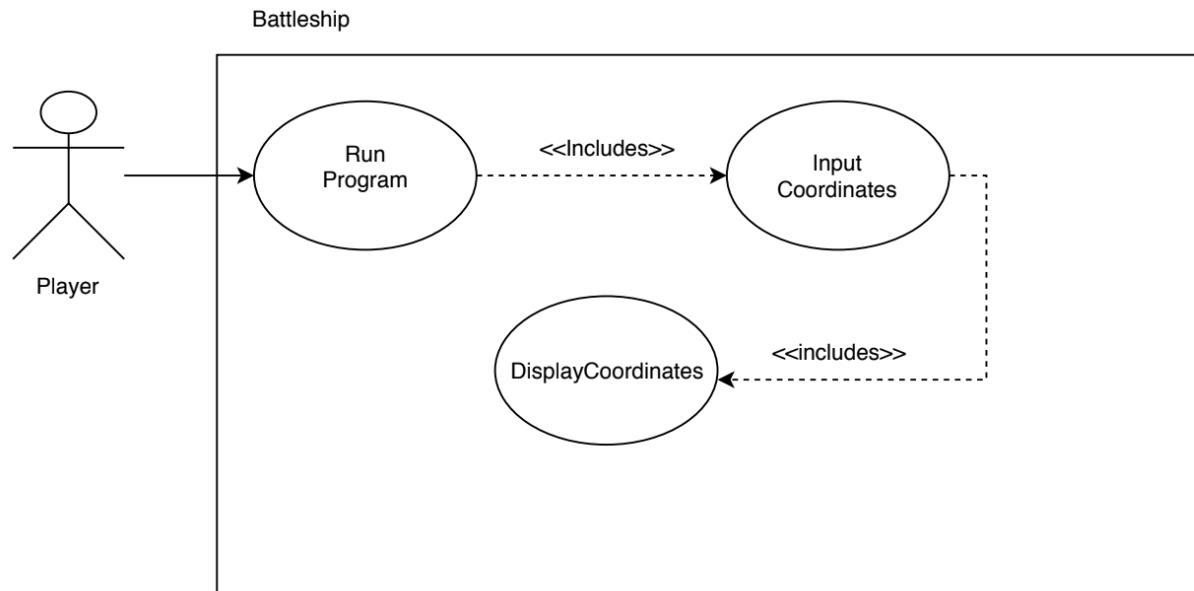 Battleship
Run
Program
<<Includes>>
Input
Coordinates
Player
<<includes>>
DisplayCoordinates